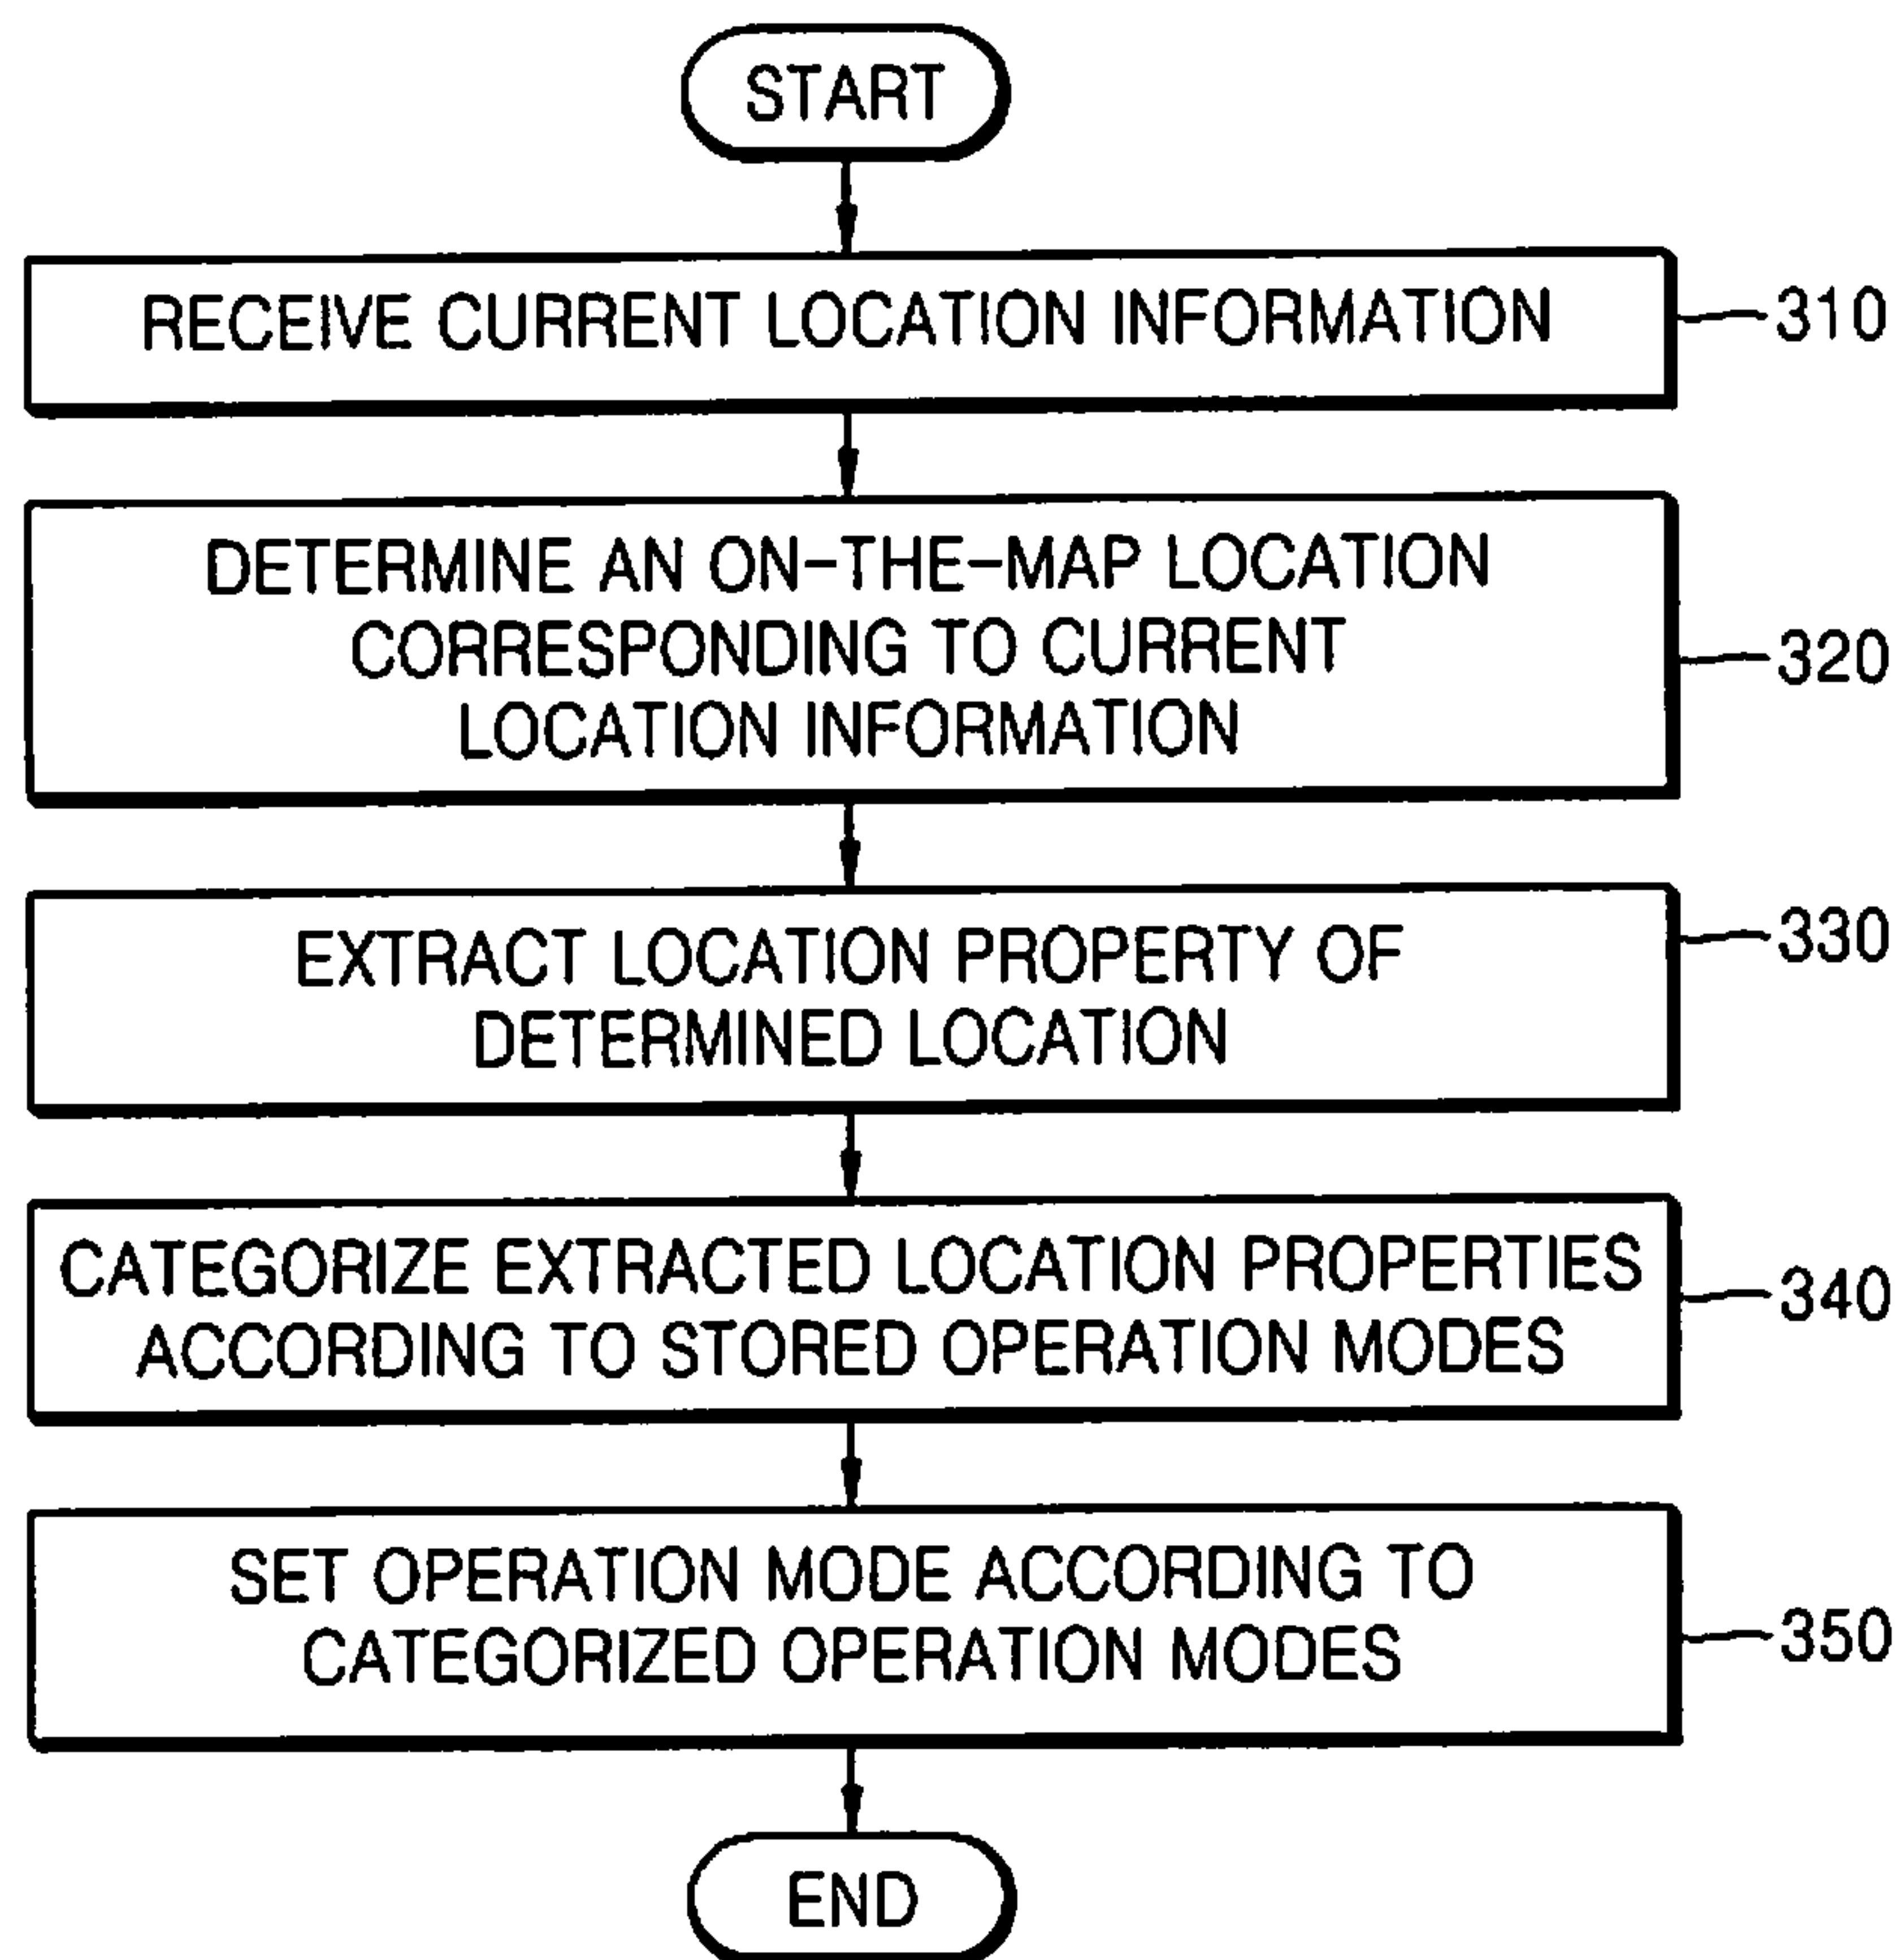 START
RECEIVE CURRENT LOCATION INFORMATION
310
DETERMINE AN ON-THE-MAP LOCATION
CORRESPONDING TO CURRENT
LOCATION INFORMATION
320
EXTRACT LOCATION PROPERTY OF
DETERMINED LOCATION
330
CATEGORIZE EXTRACTED LOCATION PROPERTIES
ACCORDING TO STORED OPERATION MODES
340
SET OPERATION MODE ACCORDING TO
CATEGORIZED OPERATION MODES
350
END